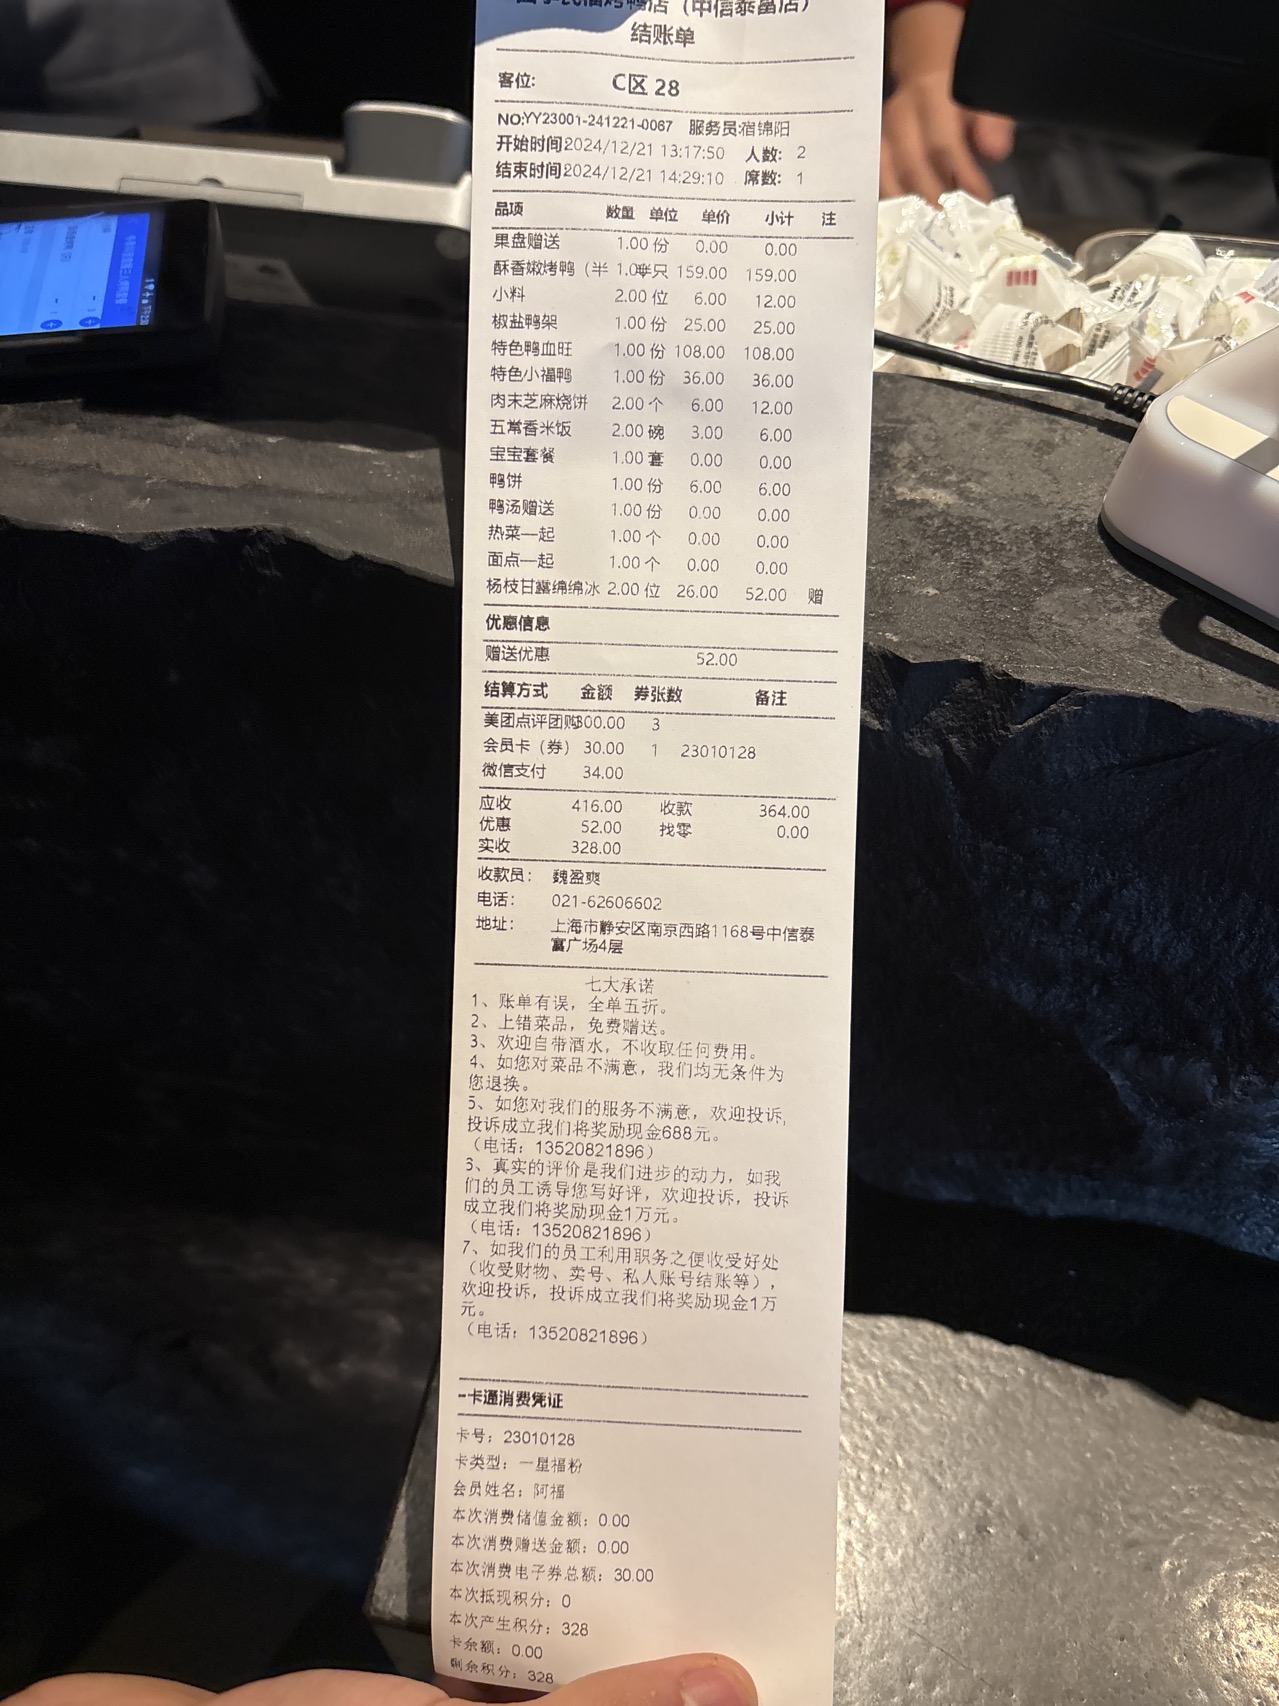 烤鸭店（中信泰富店）
结账单
客位: C区 28
NO:YY23001-241221-0067 服务员:宿锦阳
开始时间2024/12/21 13:17:50 人数: 2
结束时间2024/12/21 14:29:10 席数: 1
品项 数量 单位 单价 小计 注
果盘赠送 1.00 份 0.00 0.00
酥香嫩烤鸭（半 1.00半只 159.00 159.00
小料 2.00 位 6.00 12.00
椒盐鸭架 1.00 份 25.00 25.00
特色鸭血旺 1.00 份 108.00 108.00
特色小福鸭 1.00 份 36.00 36.00
肉末芝麻烧饼 2.00 个 6.00 12.00
五常香米饭 2.00 碗 3.00 6.00
宝宝套餐 1.00 套 0.00 0.00
鸭饼 1.00 份 6.00 6.00
鸭汤赠送 1.00 份 0.00 0.00
热菜一起 1.00 个 0.00 0.00
面点一起 1.00 个 0.00 0.00
杨枝甘露绵绵冰 2.00 位 26.00 52.00 赠
优惠信息
赠送优惠 52.00
结算方式 金额 券张数 备注
美团点评团购300.00 3
会员卡（券） 30.00 1 23010128
微信支付 34.00
应收 416.00 收款 364.00
优惠 52.00 找零 0.00
实收 328.00
收款员: 魏盈爽
电话: 021-62606602
地址: 上海市静安区南京西路1168号中信泰
富广场4层
七大承诺
1、账单有误，全单五折。
2、上错菜品，免费赠送。
3、欢迎自带酒水，不收取任何费用。
4、如您对菜品不满意，我们均无条件为
您退换。
5、如您对我们的服务不满意，欢迎投诉,
投诉成立我们将奖励现金688元。
（电话: 13520821896）
6、真实的评价是我们进步的动力，如我
们的员工诱导您写好评，欢迎投诉，投诉
成立我们将奖励现金1万元。
（电话: 13520821896）
7、如我们的员工利用职务之便收受好处
（收受财物、卖号、私人账号结账等），
欢迎投诉，投诉成立我们将奖励现金1万
元。
（电话: 13520821896）
一卡通消费凭证
卡号: 23010128
卡类型: 一星福粉
会员姓名: 阿福
本次消费储值金额: 0.00
本次消费赠送金额: 0.00
本次消费电子券总额: 30.00
本次抵现积分: 0
本次产生积分: 328
卡余额: 0.00
剩余积分: 328